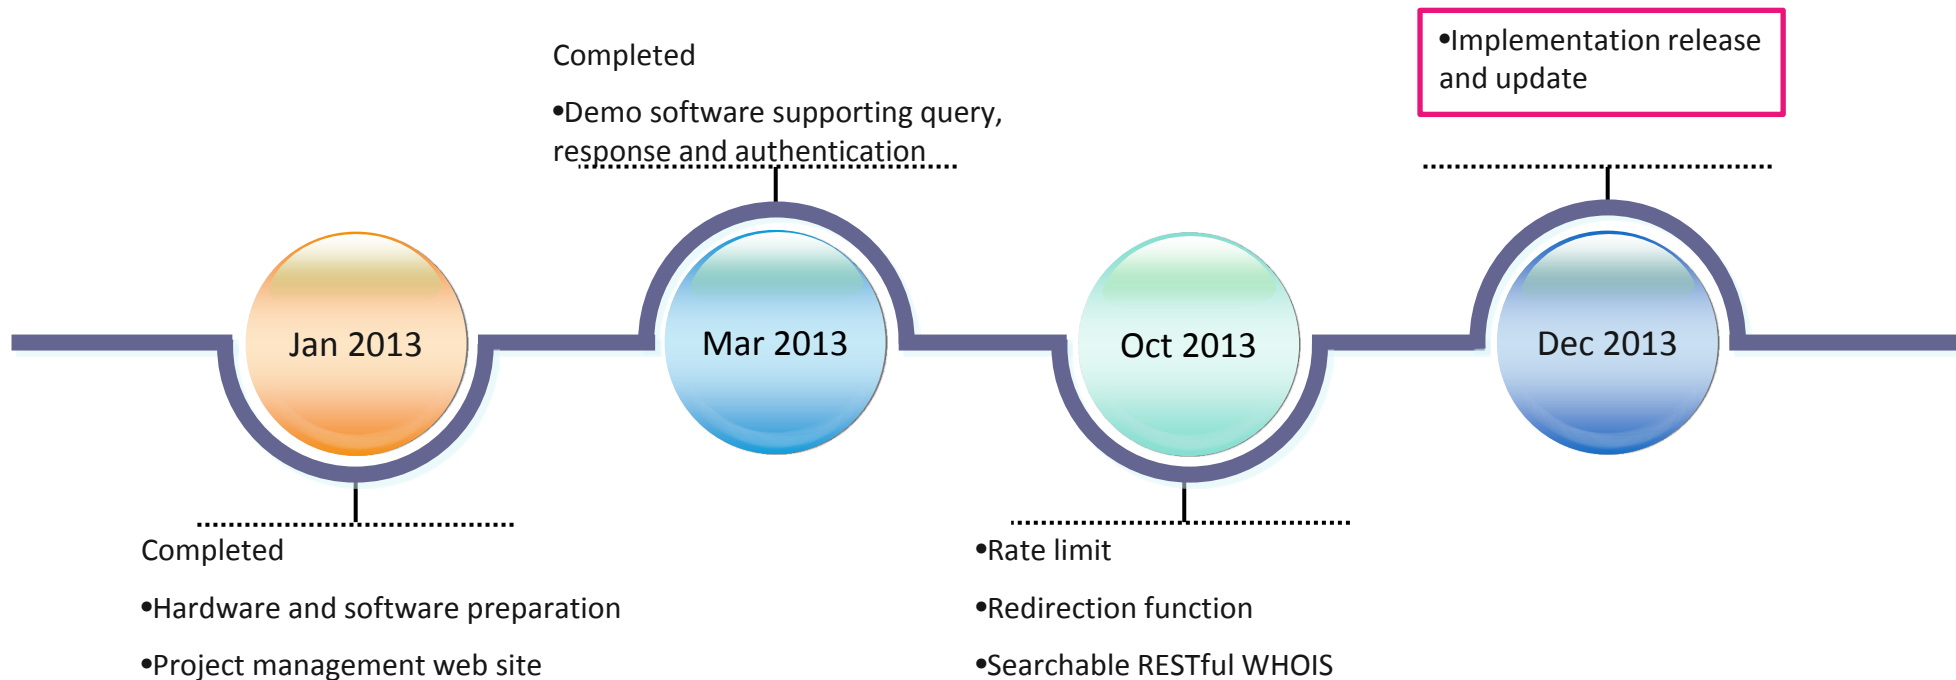 Completed
•Demo software supporting query,
response and authentication
•Implementation release
and update
Jan 2013
Mar 2013
Oct 2013
Dec 2013
Completed
•Hardware and software preparation
•Project management web site
•Rate limit
•Redirection function
•Searchable RESTful WHOIS